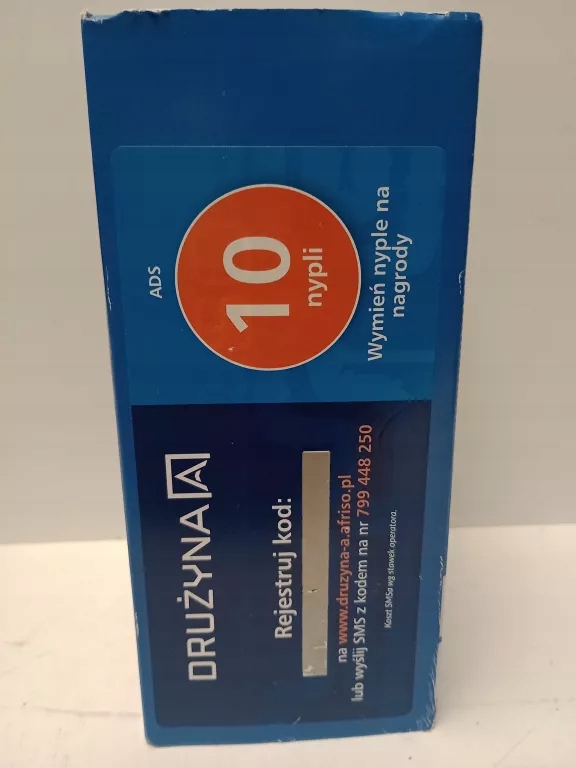 DRUŻYNA A
Rejestruj kod:
na www.druzyna-a.afriso.pl
lub wyślij SMS z kodem na nr 799 448 250
Koszt SMSa wg stawek operatora.
ADS
10
nypli
Wymień nyple na
nagrody